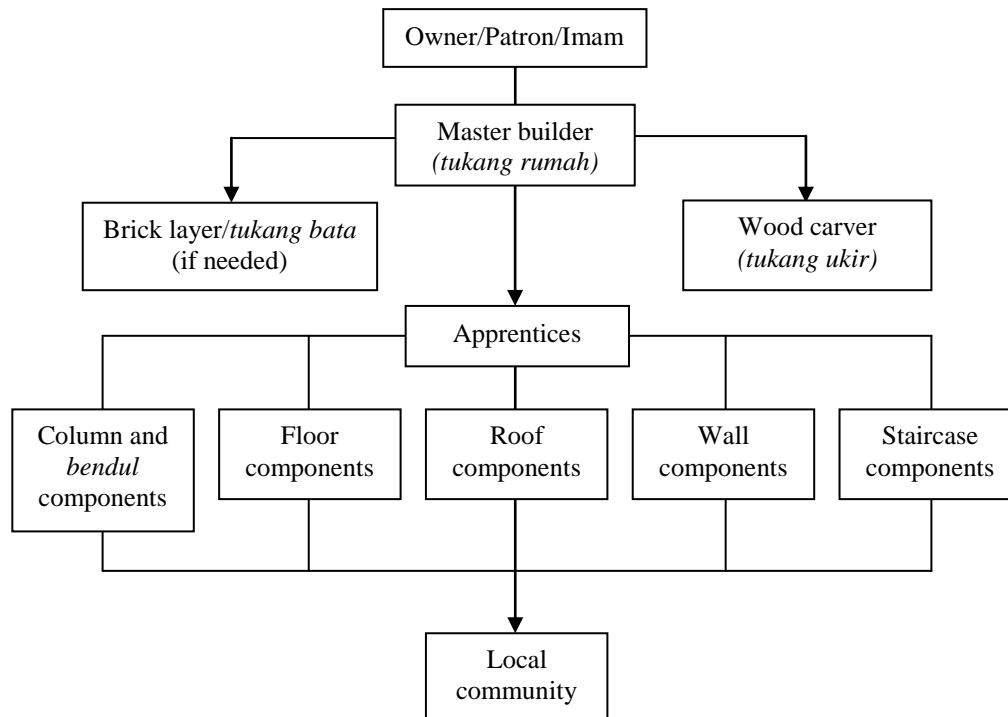 Owner/Patron/Imam
Master builder
(tukang rumah)
Brick layer/tukang bata
(if needed)
Wood carver
(tukang ukir)
Apprentices
Column and
bendul
components
Floor
components
Roof
components
Wall
components
Staircase
components
Local
community